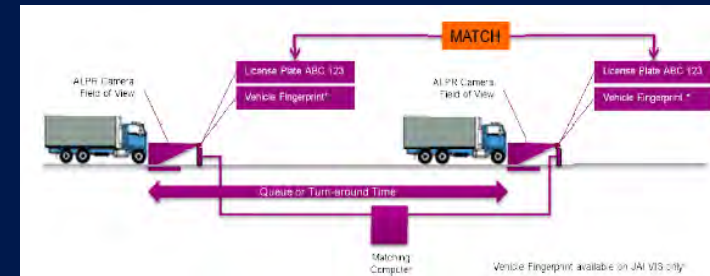 MATCH
License Plate ABC 123
Vehicle Fingerprint*
ALPR Camera
Field of View
License Plate ABC 123
Vehicle Fingerprint *
ALPR Camera
Field of View
Queue or Turn-around Time
Matching
Computer
Vehicle Fingerprint available on JAI VIS only*